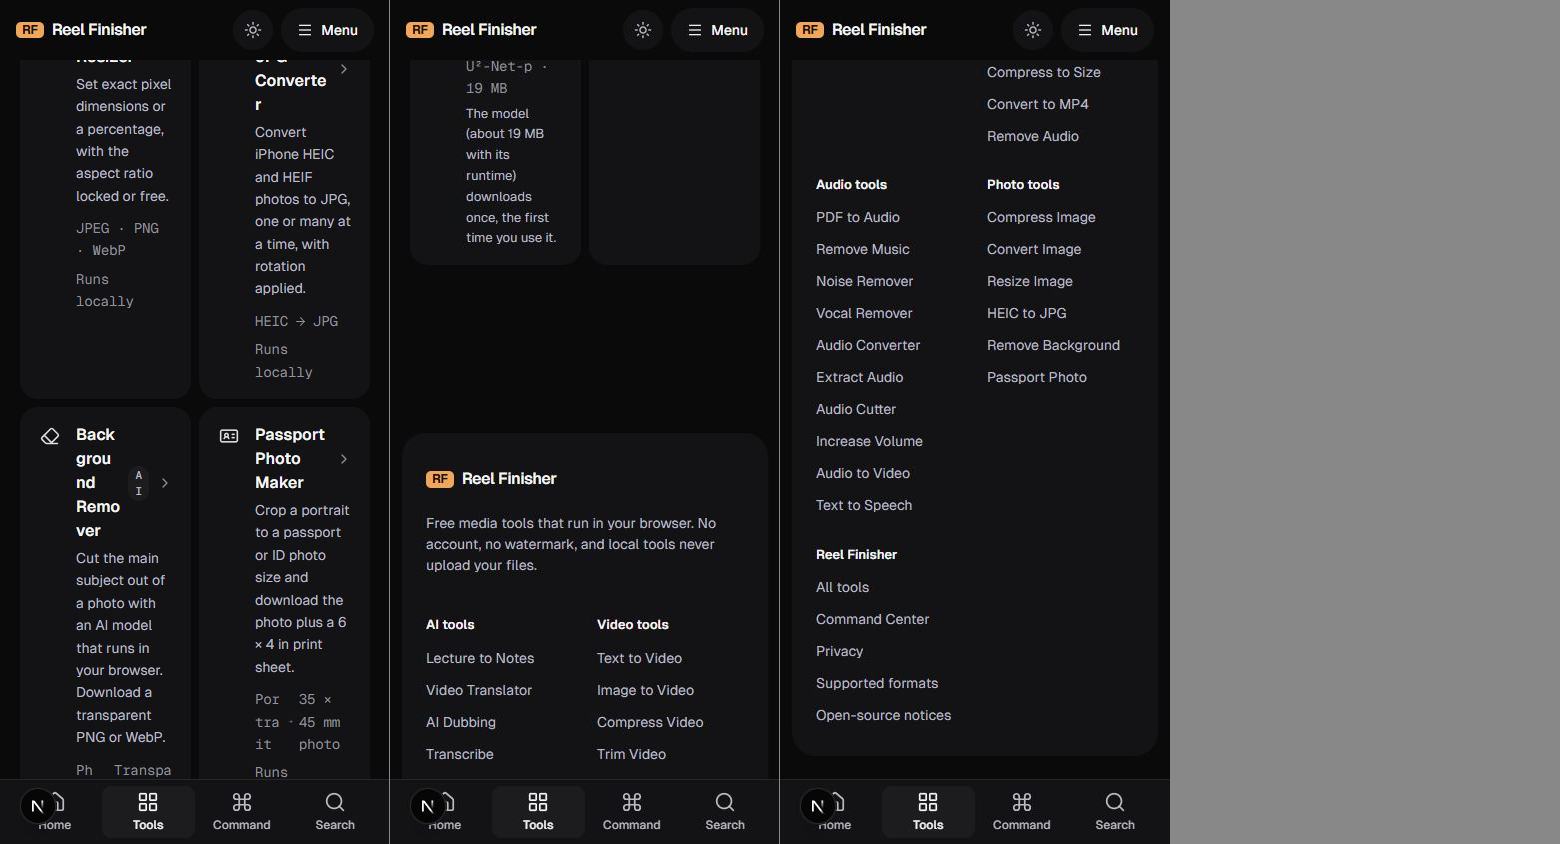 RF Reel Finisher
Menu
Resizer
Set exact pixel
dimensions or
a percentage,
with the
aspect ratio
locked or free.
JPEG · PNG
· WebP
Runs
locally
JPG
Converte
r
Convert
iPhone HEIC
and HEIF
photos to JPG,
one or many at
a time, with
rotation
applied.
HEIC → JPG
Runs
locally
Back
grou
nd
Remo
ver
A
I
Cut the main
subject out of
a photo with
an AI model
that runs in
your browser.
Download a
transparent
PNG or WebP.
Ph Transpa
Passport
Photo
Maker
Crop a portrait
to a passport
or ID photo
size and
download the
photo plus a 6
× 4 in print
sheet.
Por
tra
it
·
35 ×
45 mm
photo
Runs
N
Home
Tools
Command
Search
RF Reel Finisher
Menu
U²-Net-p ·
19 MB
The model
(about 19 MB
with its
runtime)
downloads
once, the first
time you use it.
RF Reel Finisher
Free media tools that run in your browser. No
account, no watermark, and local tools never
upload your files.
AI tools
Lecture to Notes
Video Translator
AI Dubbing
Transcribe
Video tools
Text to Video
Image to Video
Compress Video
Trim Video
N
Home
Tools
Command
Search
RF Reel Finisher
Menu
Compress to Size
Convert to MP4
Remove Audio
Audio tools
PDF to Audio
Remove Music
Noise Remover
Vocal Remover
Audio Converter
Extract Audio
Audio Cutter
Increase Volume
Audio to Video
Text to Speech
Photo tools
Compress Image
Convert Image
Resize Image
HEIC to JPG
Remove Background
Passport Photo
Reel Finisher
All tools
Command Center
Privacy
Supported formats
Open-source notices
N
Home
Tools
Command
Search